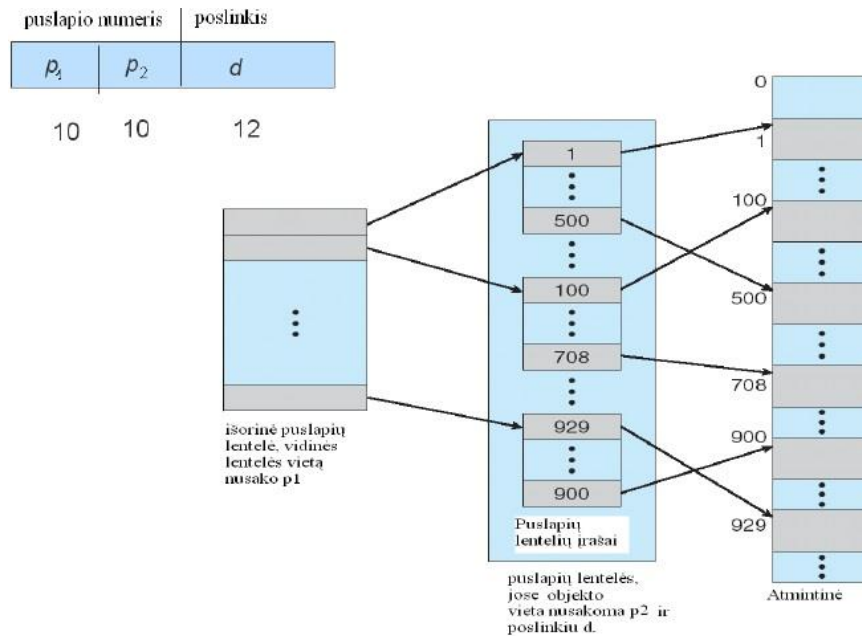 puslapio numeris
poslinkis
p1
p2
d
10
10
12
1
500
100
708
929
900
Puslapių
lentelių įrašai
0
1
100
500
708
900
929
išorinė puslapių
lentelė, vidinės
lentelės vietą
nusako p1
puslapių lentelės,
jose objekto
vieta nusakoma p2 ir
poslinkiu d.
Atmintinė